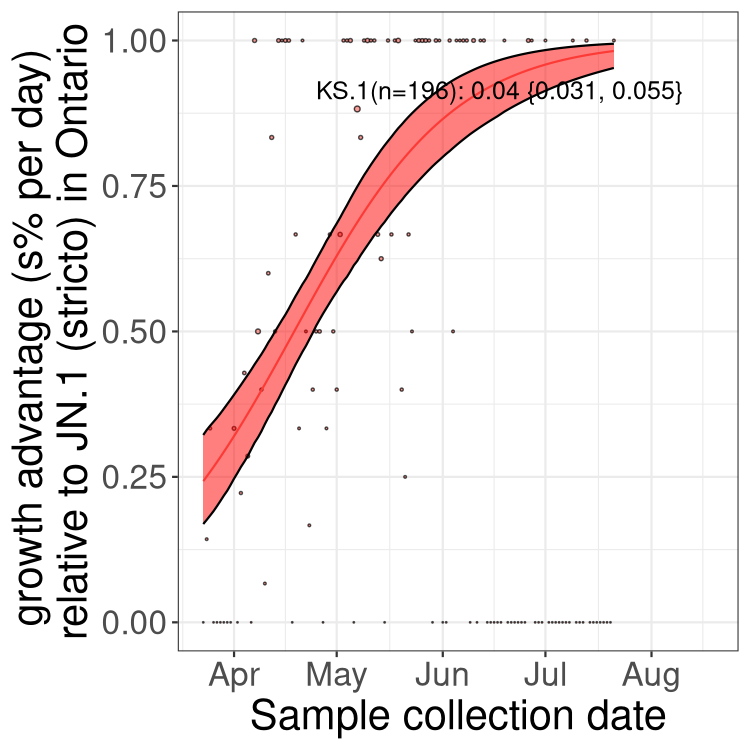 growth advantage (s% per day)
relative to JN.1 (stricto) in Ontario
1.00
0.75
0.50
0.25
0.00
KS.1(n=196): 0.04 {0.031, 0.055}
Apr May Jun Jul Aug
Sample collection date